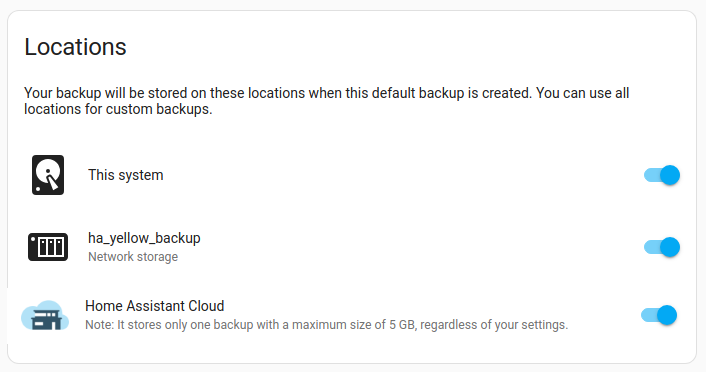 Locations
Your backup will be stored on these locations when this default backup is created. You can use all
locations for custom backups.
This system
ha_yellow_backup
Network storage
Home Assistant Cloud
Note: It stores only one backup with a maximum size of 5 GB, regardless of your settings.